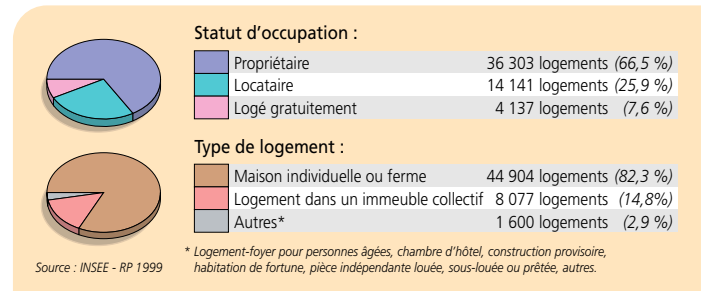 Statut d'occupation :
Propriétaire 36 303 logements (66,5 %)
Locataire 14 141 logements (25,9 %)
Logé gratuitement 4 137 logements (7,6 %)
Type de logement :
Maison individuelle ou ferme 44 904 logements (82,3 %)
Logement dans un immeuble collectif 8 077 logements (14,8%)
Autres* 1 600 logements (2,9 %)
* Logement-foyer pour personnes âgées, chambre d'hôtel, construction provisoire,
habitation de fortune, pièce indépendante louée, sous-louée ou prêtée, autres.
Source : INSEE - RP 1999